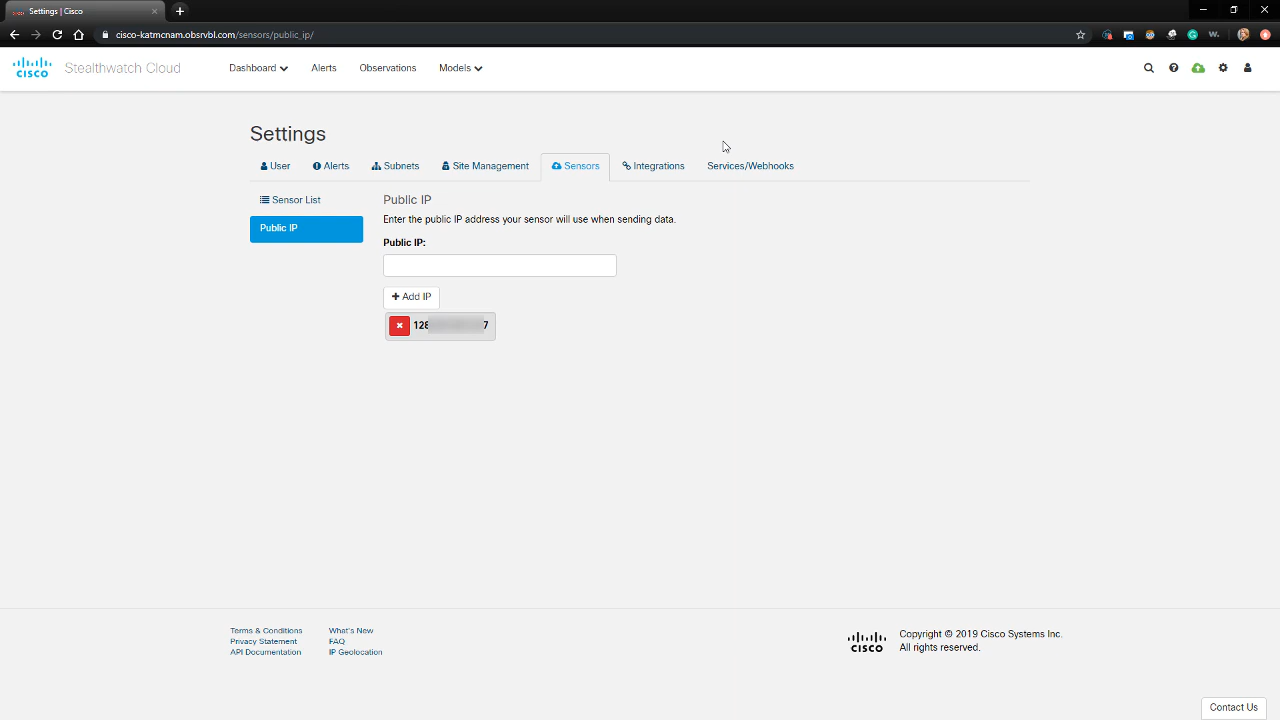 Settings | Cisco
cisco-katmcnam.obsrvbl.com/sensors/public_ip/
CISCO Stealthwatch Cloud Dashboard Alerts Observations Models
Settings
User Alerts Subnets Site Management Sensors Integrations Services/Webhooks
Sensor List
Public IP
Public IP
Enter the public IP address your sensor will use when sending data.
Public IP:
+ Add IP
128 7
Terms & Conditions
Privacy Statement
API Documentation
What's New
FAQ
IP Geolocation
CISCO
Copyright © 2019 Cisco Systems Inc.
All rights reserved.
Contact Us